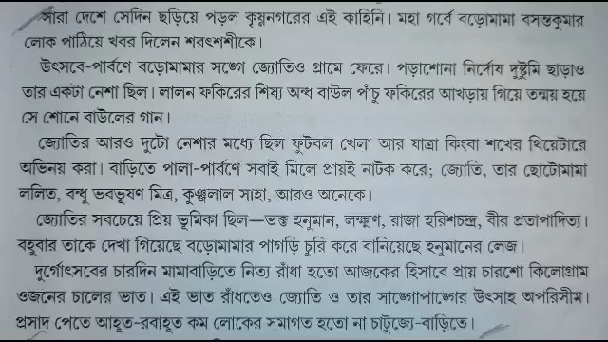 সারা দেশে সেদিন ছড়িয়ে পড়ল কৃষ্ণনগরের এই কাহিনি। মহা গর্বে বড়োমামা বসন্তকুমার
লোক পাঠিয়ে খবর দিলেন শরৎশশীকে।
উৎসবে-পার্বণে বড়োমামার সঙ্গে জ্যোতিও গ্রামে ফেরে। পড়াশোনা নির্দোষ দুষ্টুমি ছাড়াও
তার একটা নেশা ছিল। লালন ফকিরের শিষ্য অন্ধ বাউল পঁচু ফকিরের আখড়ায় গিয়ে তন্ময় হয়ে
সে শোনে বাউলের গান।
জ্যোতির আরও দুটো নেশার মধ্যে ছিল ফুটবল খেলা আর যাত্রা কিংবা শখের থিয়েটারে
অভিনয় করা। বাড়িতে পালা-পার্বণে সবাই মিলে প্রায়ই নাটক করে; জ্যোতি, তার ছোটোমামা
ললিত, বন্ধু ভবভূষণ মিত্র, কুঞ্জলাল সাহা, আরও অনেকে।
জ্যোতির সবচেয়ে প্রিয় ভূমিকা ছিল—ভক্ত হনুমান, লক্ষ্মণ, রাজা হরিশচন্দ্র, বীর প্রতাপাদিত্য।
বহুবার তাকে দেখা গিয়েছে বড়োমামার পাগড়ি চুরি করে বানিয়েছে হনুমানের লেজ।
দুর্গোৎসবের চারদিন মামাবাড়িতে নিত্য রাঁধা হতো আজকের হিসাবে প্রায় চারশো কিলোগ্রাম
ওজনের চালের ভাত। এই ভাত রাঁধতেও জ্যোতি ও তার সাঙ্গোপাঙ্গোর উৎসাহ অপরিসীম।
প্রসাদ পেতে আহূত-রবাহূত কম লোকের সমাগত হতো না চাটুজ্যে-বাড়িতে।